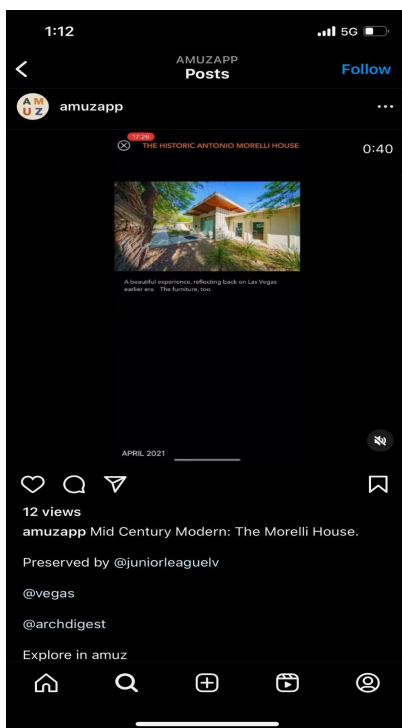 1:12
5G
AMUZAPP
Posts
Follow
AM
UZ
amuzapp
17:26
THE HISTORIC ANTONIO MORELLI HOUSE
0:40
A beautiful experience, reflecting back on Las Vegas
earlier era. The furniture, too.
APRIL 2021
12 views
amuzapp Mid Century Modern: The Morelli House.
Preserved by @juniorleaguelv
@vegas
@archdigest
Explore in amuz